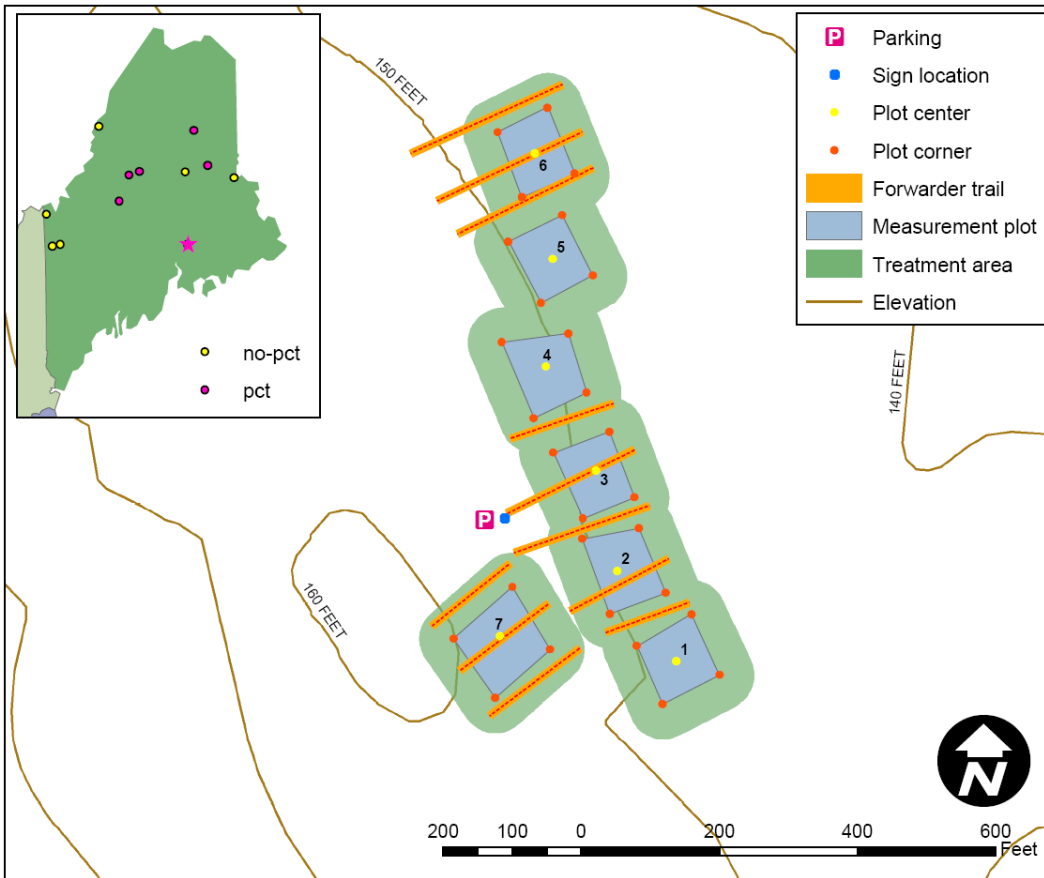 no-pct
pct
P Parking
Sign location
Plot center
Plot corner
Forwarder trail
Measurement plot
Treatment area
Elevation
150 FEET
140 FEET
160 FEET
6
5
4
3
P
2
7
1
N
200 100 0 200 400 600
Feet